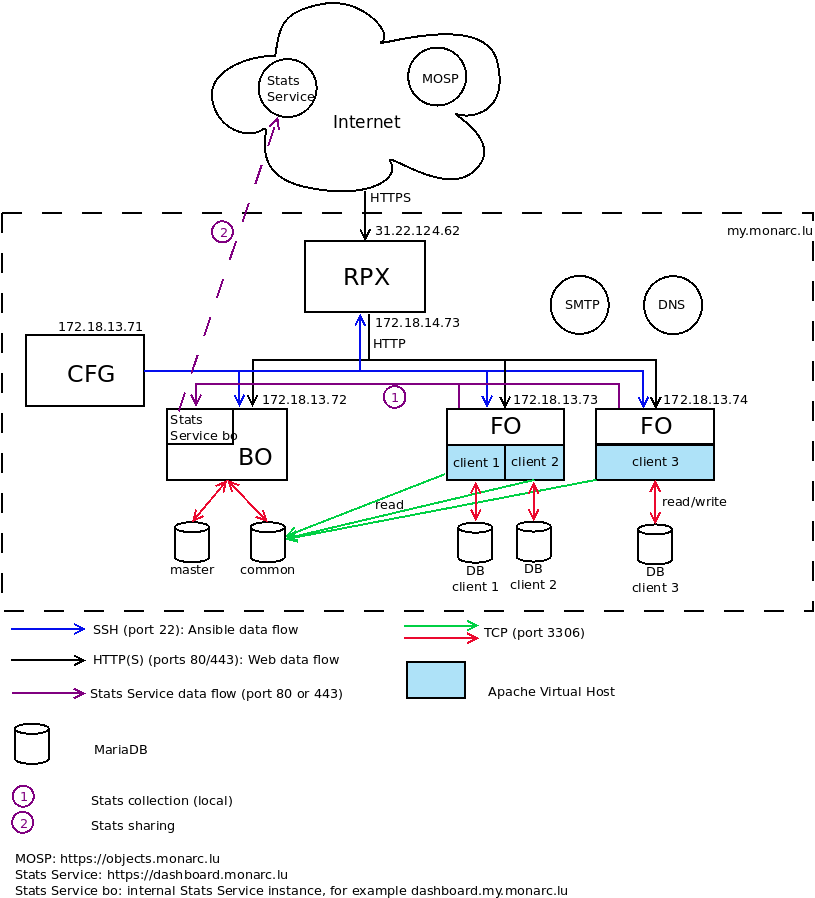 Stats
Service
MOSP
Internet
HTTPS
31.22.124.62
my.monarc.lu
2
RPX
SMTP
DNS
172.18.13.71
172.18.14.73
HTTP
CFG
1
172.18.13.72
172.18.13.73
172.18.13.74
Stats
Service bo
BO
FO
FO
client 1
client 2
client 3
read
read/write
master
common
DB
client 1
DB
client 2
DB
client 3
SSH (port 22): Ansible data flow
TCP (port 3306)
HTTP(S) (ports 80/443): Web data flow
Stats Service data flow (port 80 or 443)
Apache Virtual Host
MariaDB
1
Stats collection (local)
2
Stats sharing
MOSP: https://objects.monarc.lu
Stats Service: https://dashboard.monarc.lu
Stats Service bo: internal Stats Service instance, for example dashboard.my.monarc.lu